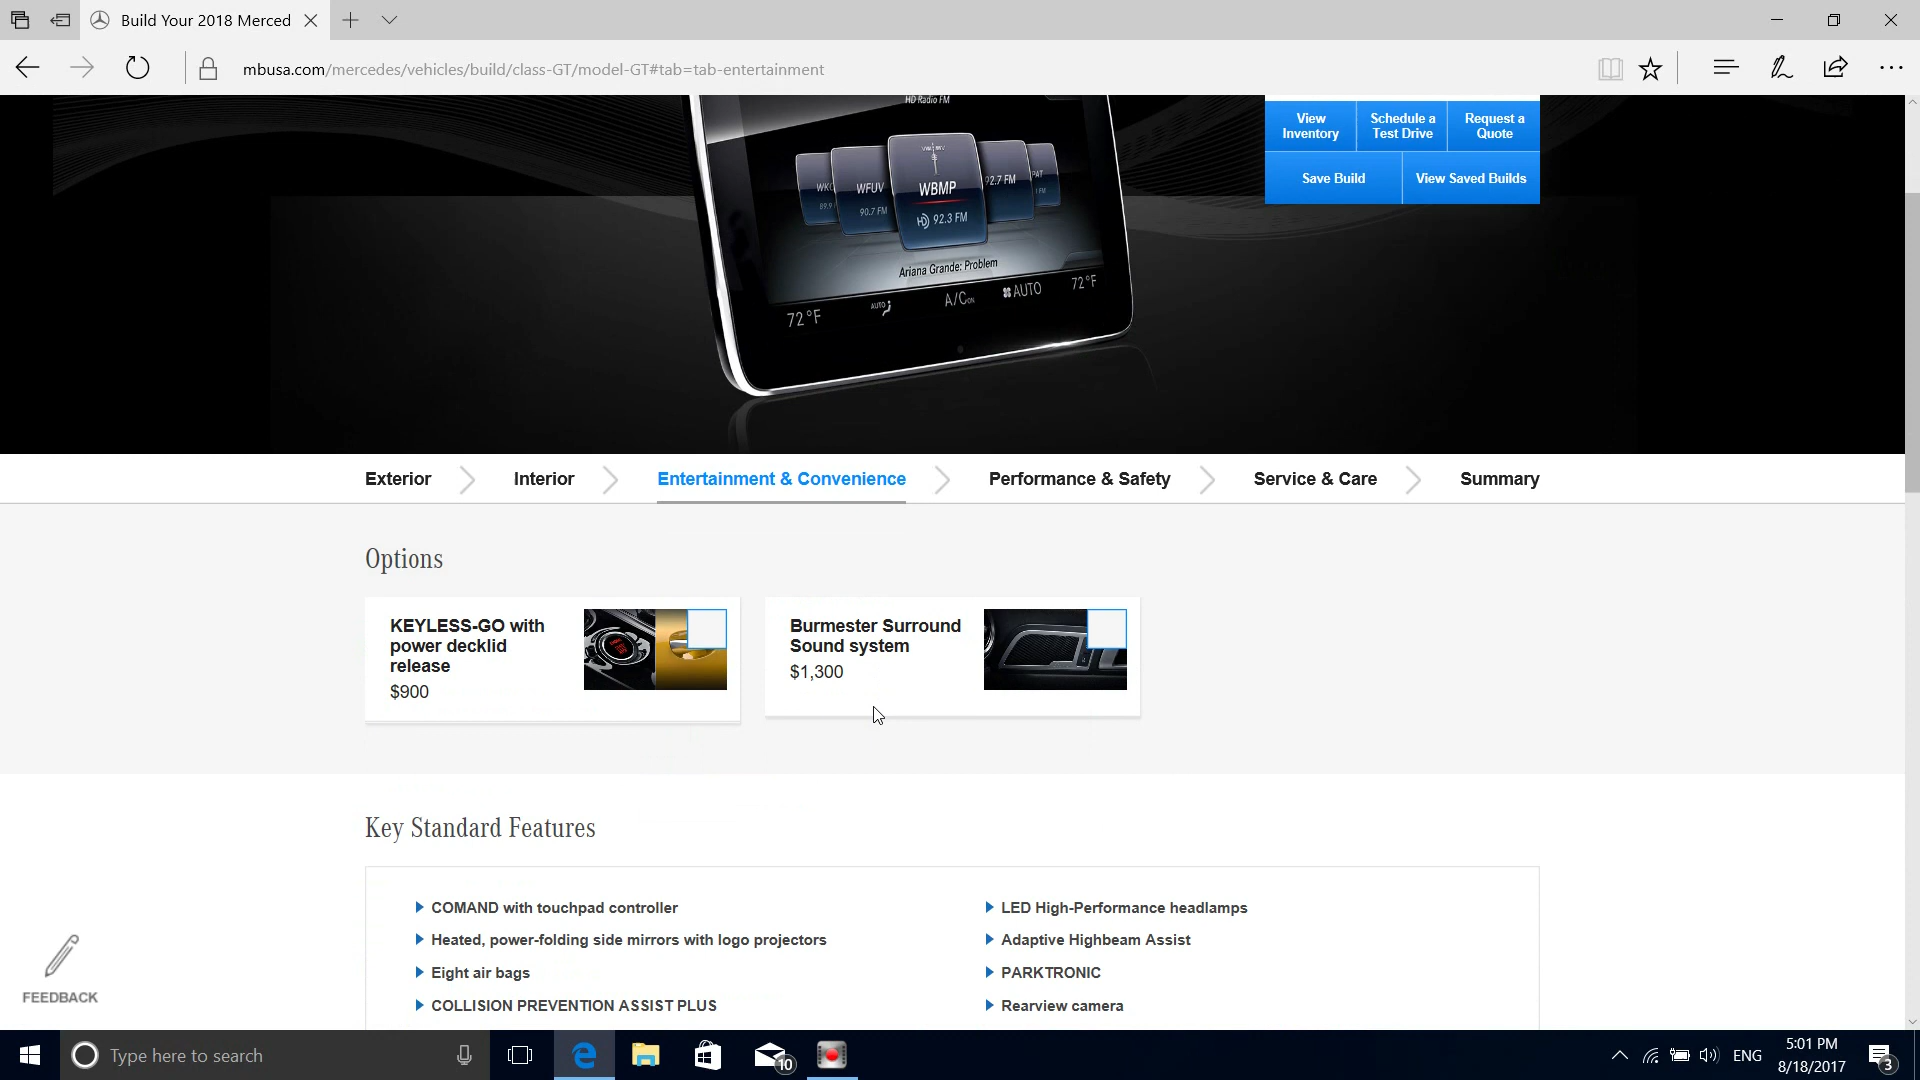 Build Your 2018 Merced
mbusa.com/mercedes/vehicles/build/class-GT/model-GT#tab=tab-entertainment
HD Radio FM
View Inventory
Schedule a Test Drive
Request a Quote
Save Build
View Saved Builds
WFUV
90.7 FM
WBMP
92.3 FM
92.7 FM
Ariana Grande: Problem
72°F
AUTO
A/C ON
AUTO
72°F
Exterior
Interior
Entertainment & Convenience
Performance & Safety
Service & Care
Summary
Options
KEYLESS-GO with
power decklid
release
$900
Burmester Surround
Sound system
$1,300
Key Standard Features
COMAND with touchpad controller
LED High-Performance headlamps
Heated, power-folding side mirrors with logo projectors
Adaptive Highbeam Assist
Eight air bags
PARKTRONIC
COLLISION PREVENTION ASSIST PLUS
Rearview camera
FEEDBACK
Type here to search
10
ENG
5:01 PM
8/18/2017
3